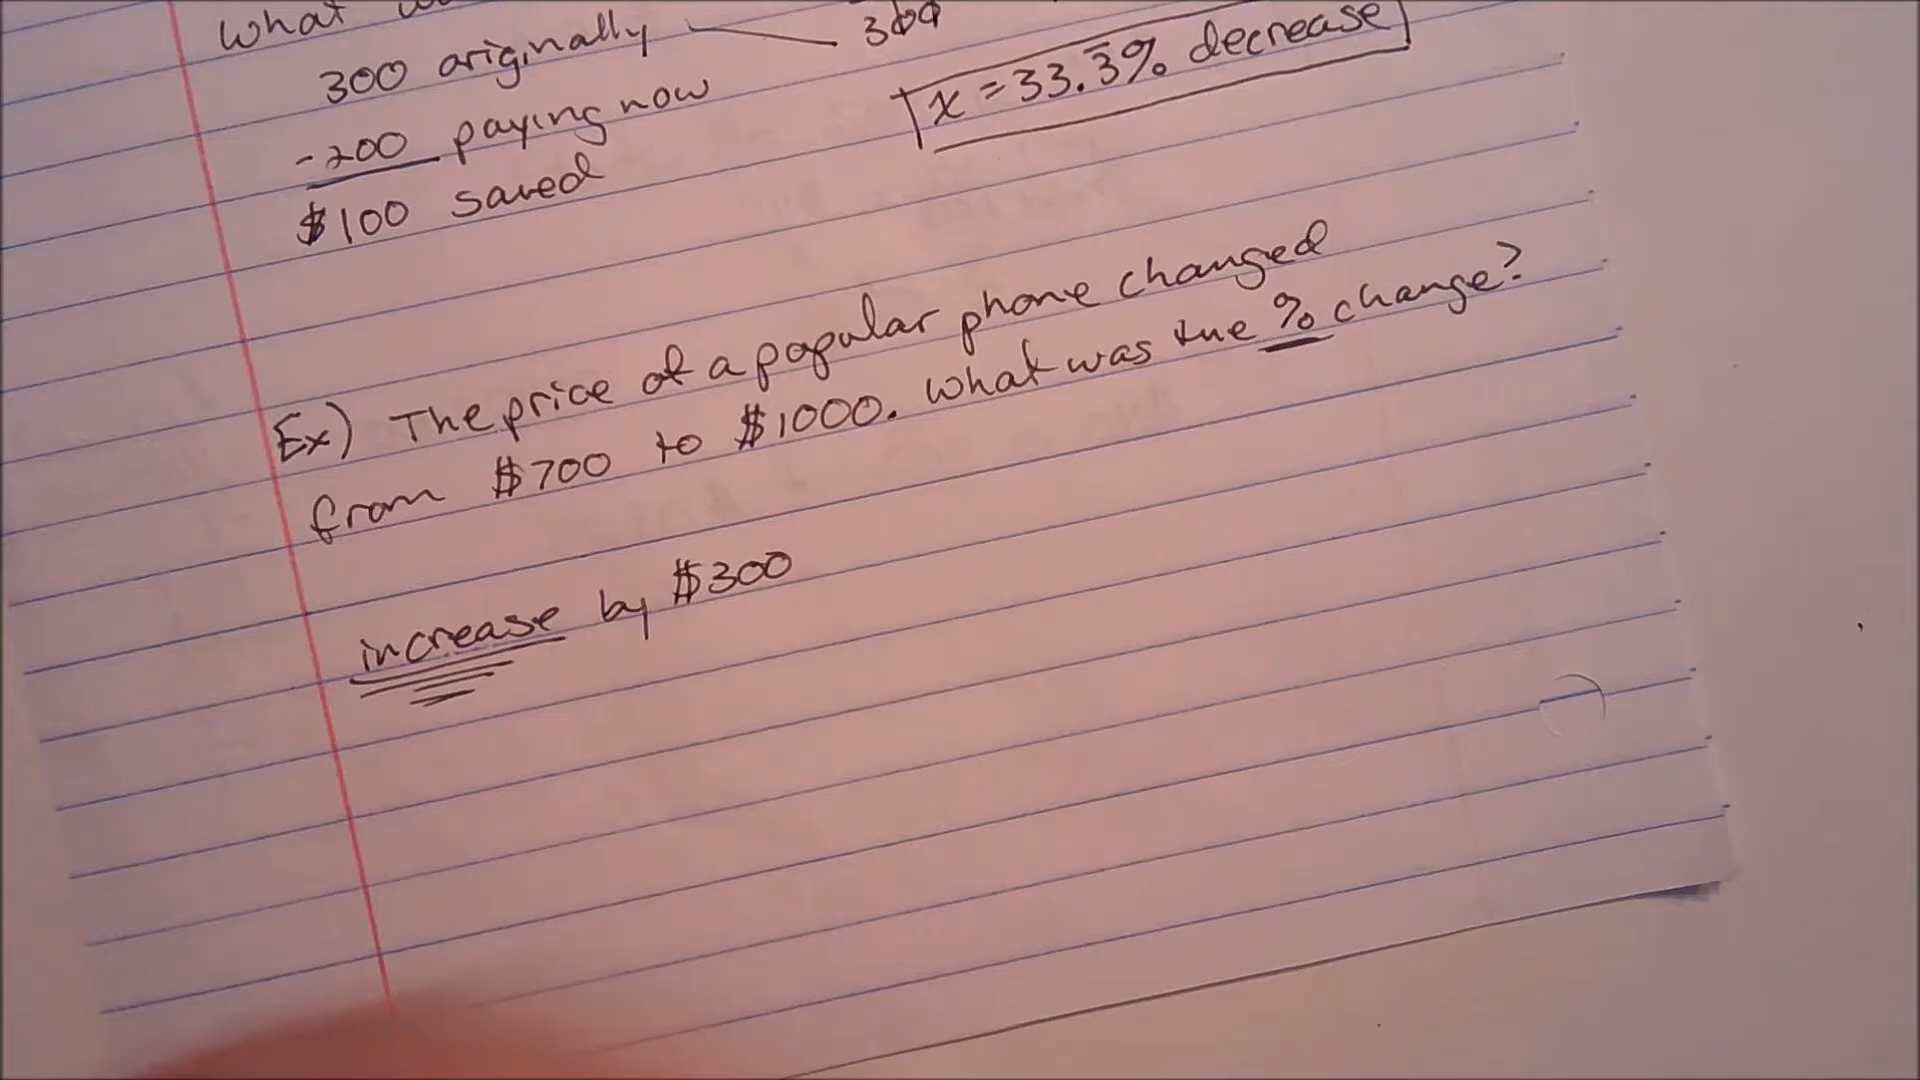 What
300 originally
300
-200 paying now
$100 saved
x = 33.3% decrease
Ex) The price of a popular phone changed
from $700 to $1000. What was the % change?
increase by $300